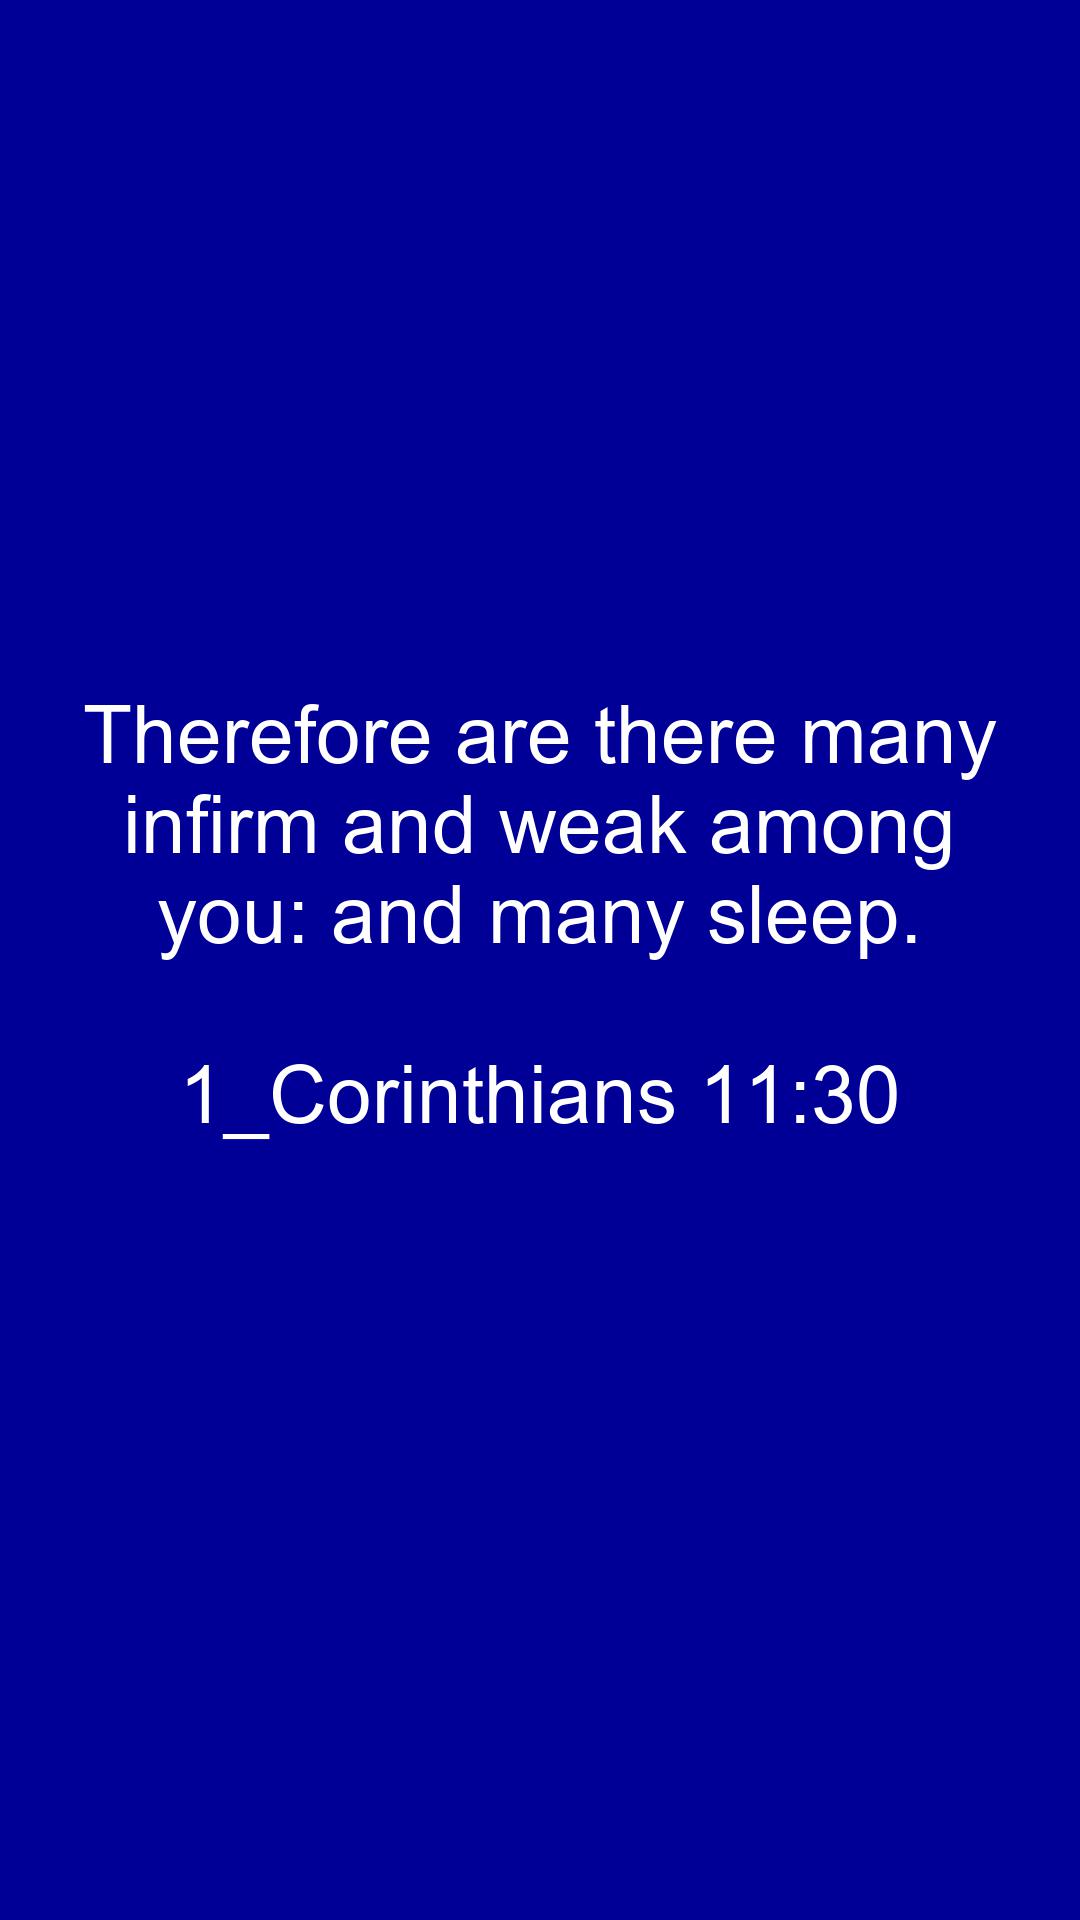 Therefore are there many
infirm and weak among
you: and many sleep.
1_Corinthians 11:30